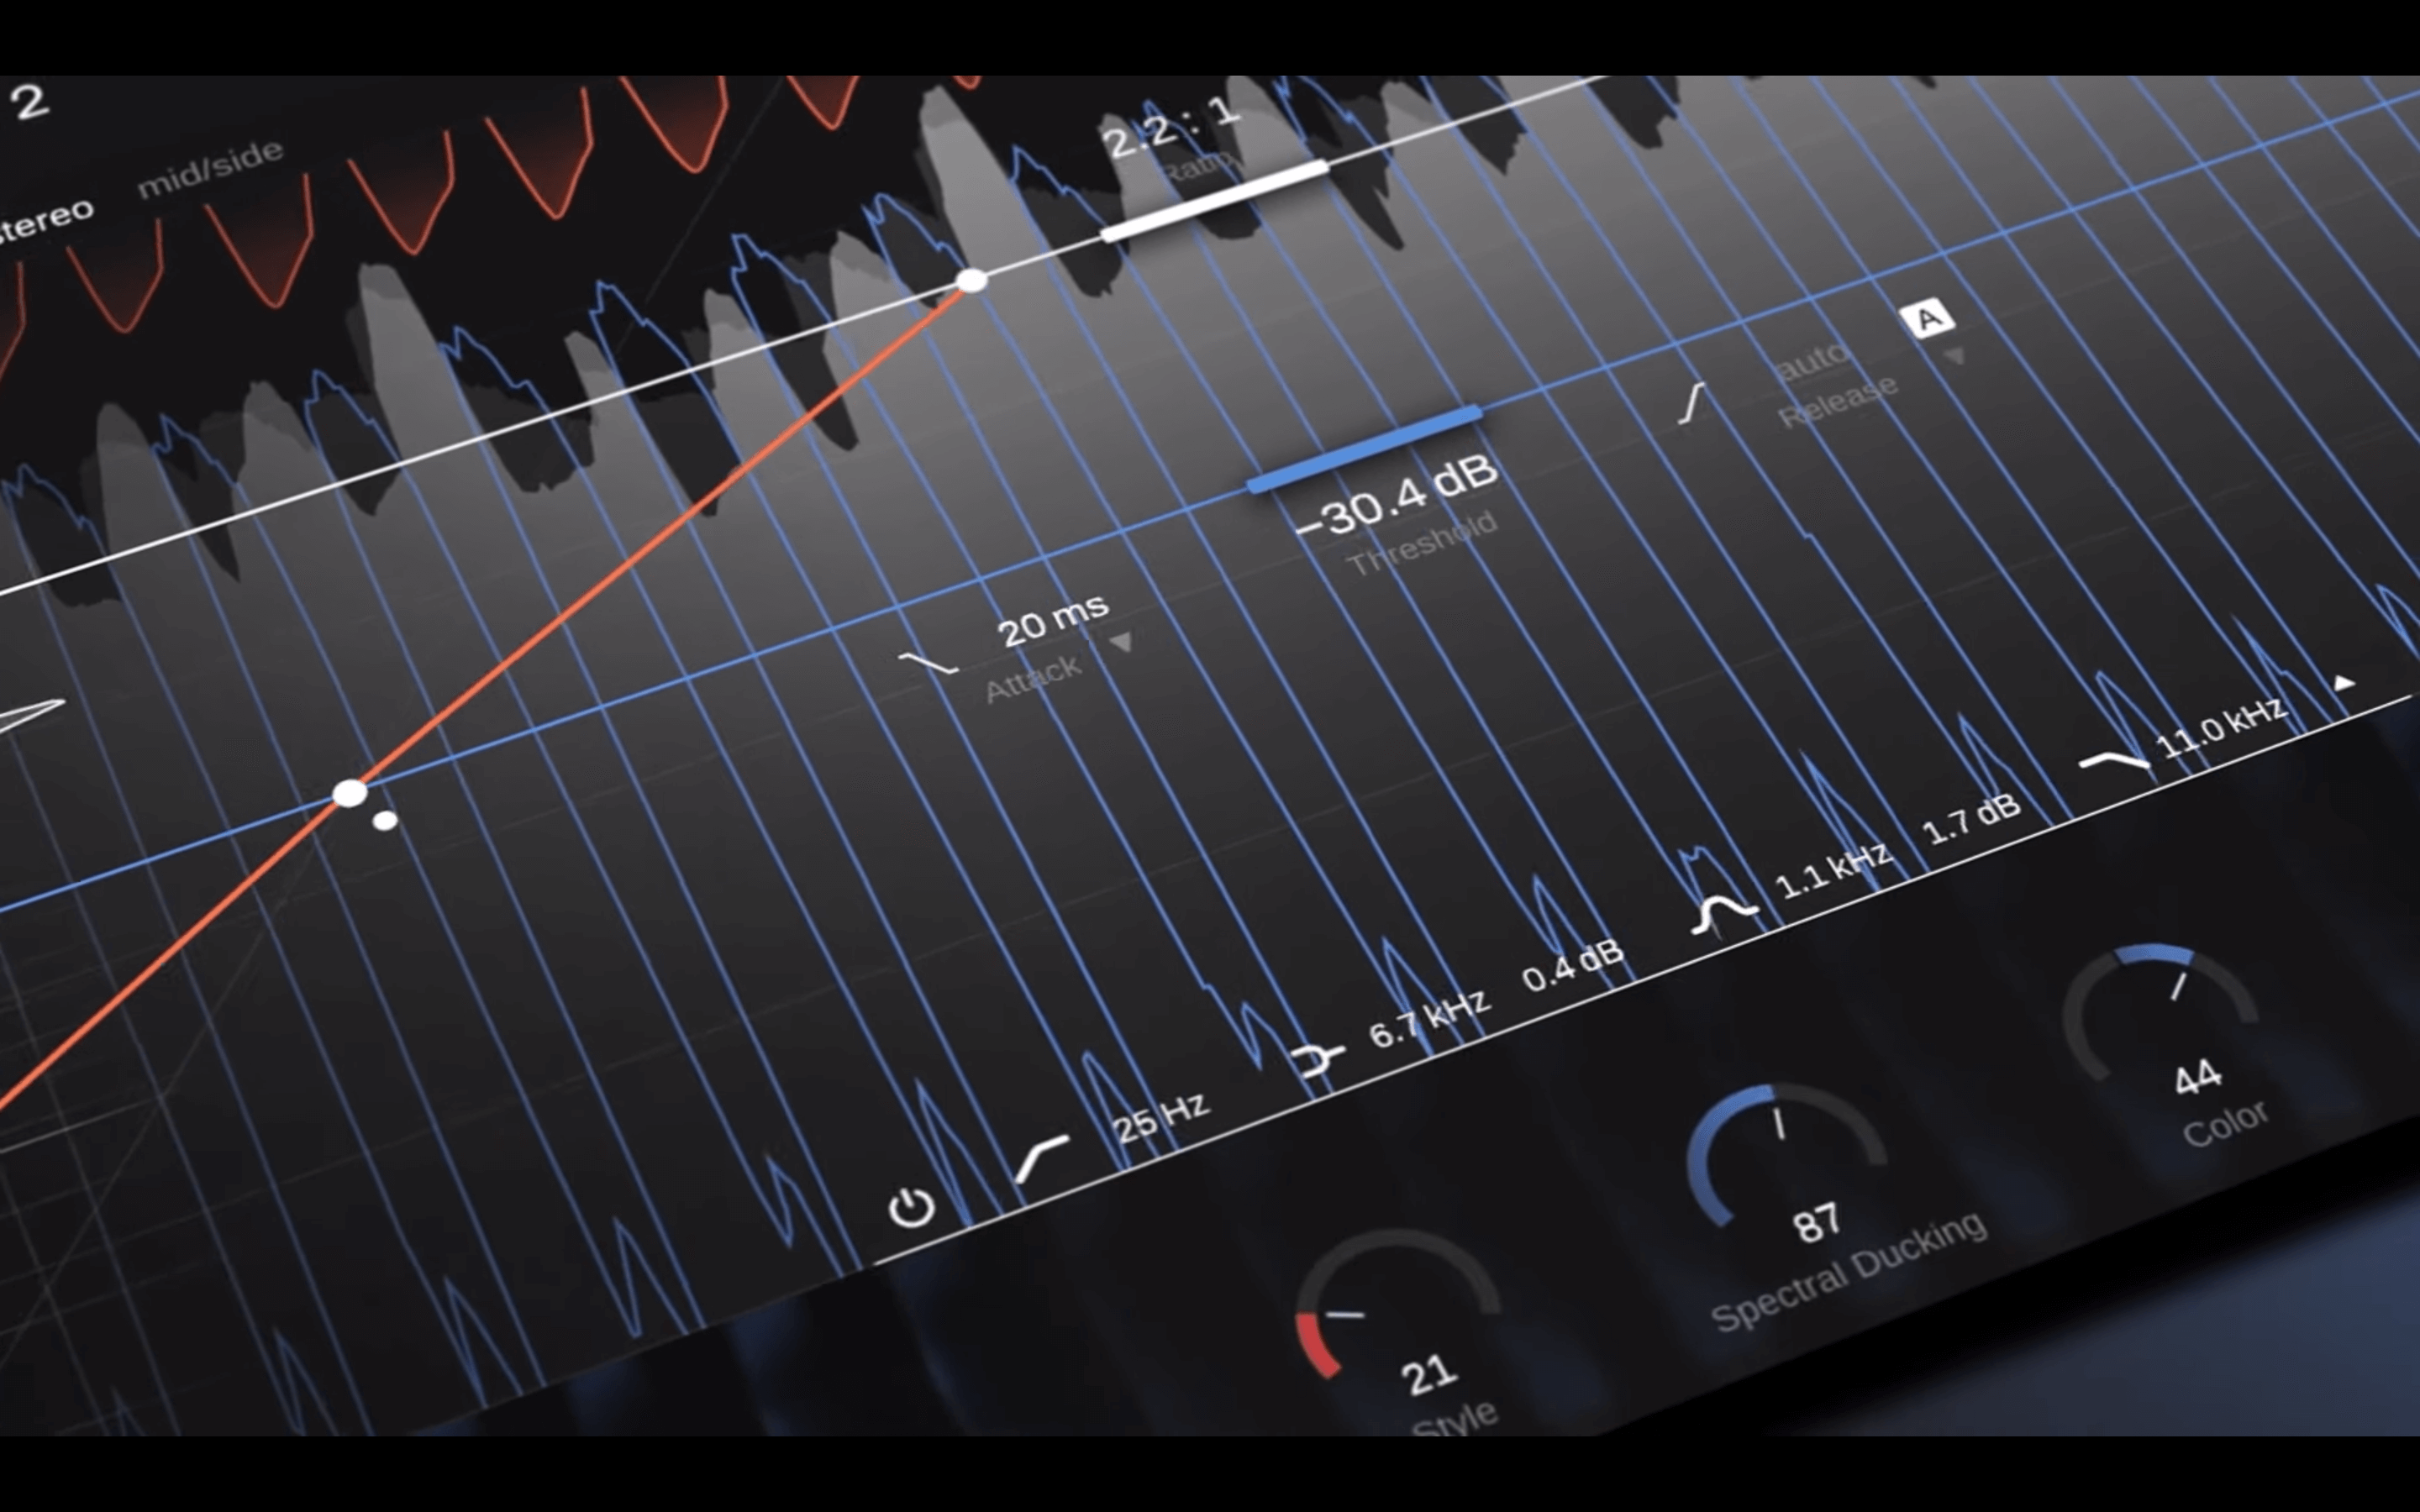 2
stereo
mid/side
2.2 : 1
Ratio
A
auto
Release
–30.4 dB
Threshold
20 ms
Attack
25 Hz
6.7 kHz
0.4 dB
1.1 kHz
1.7 dB
11.0 kHz
21
Style
87
Spectral Ducking
44
Color